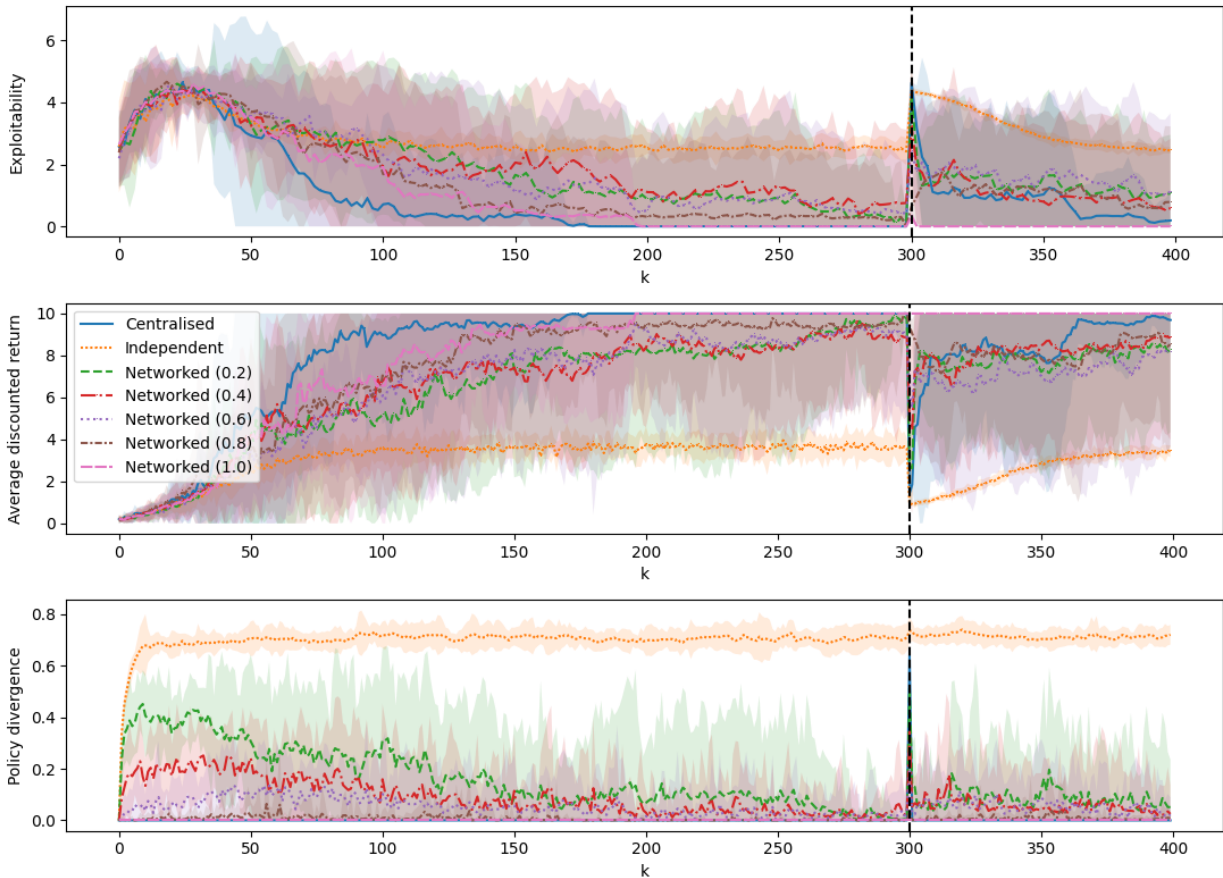 Exploitability
6
4
2
0
0 50 100 150 200 250 300 350 400
k
Average discounted return
10
8
6
4
2
0
Centralised
Independent
Networked (0.2)
Networked (0.4)
Networked (0.6)
Networked (0.8)
Networked (1.0)
0 50 100 150 200 250 300 350 400
k
Policy divergence
0.8
0.6
0.4
0.2
0.0
0 50 100 150 200 250 300 350 400
k